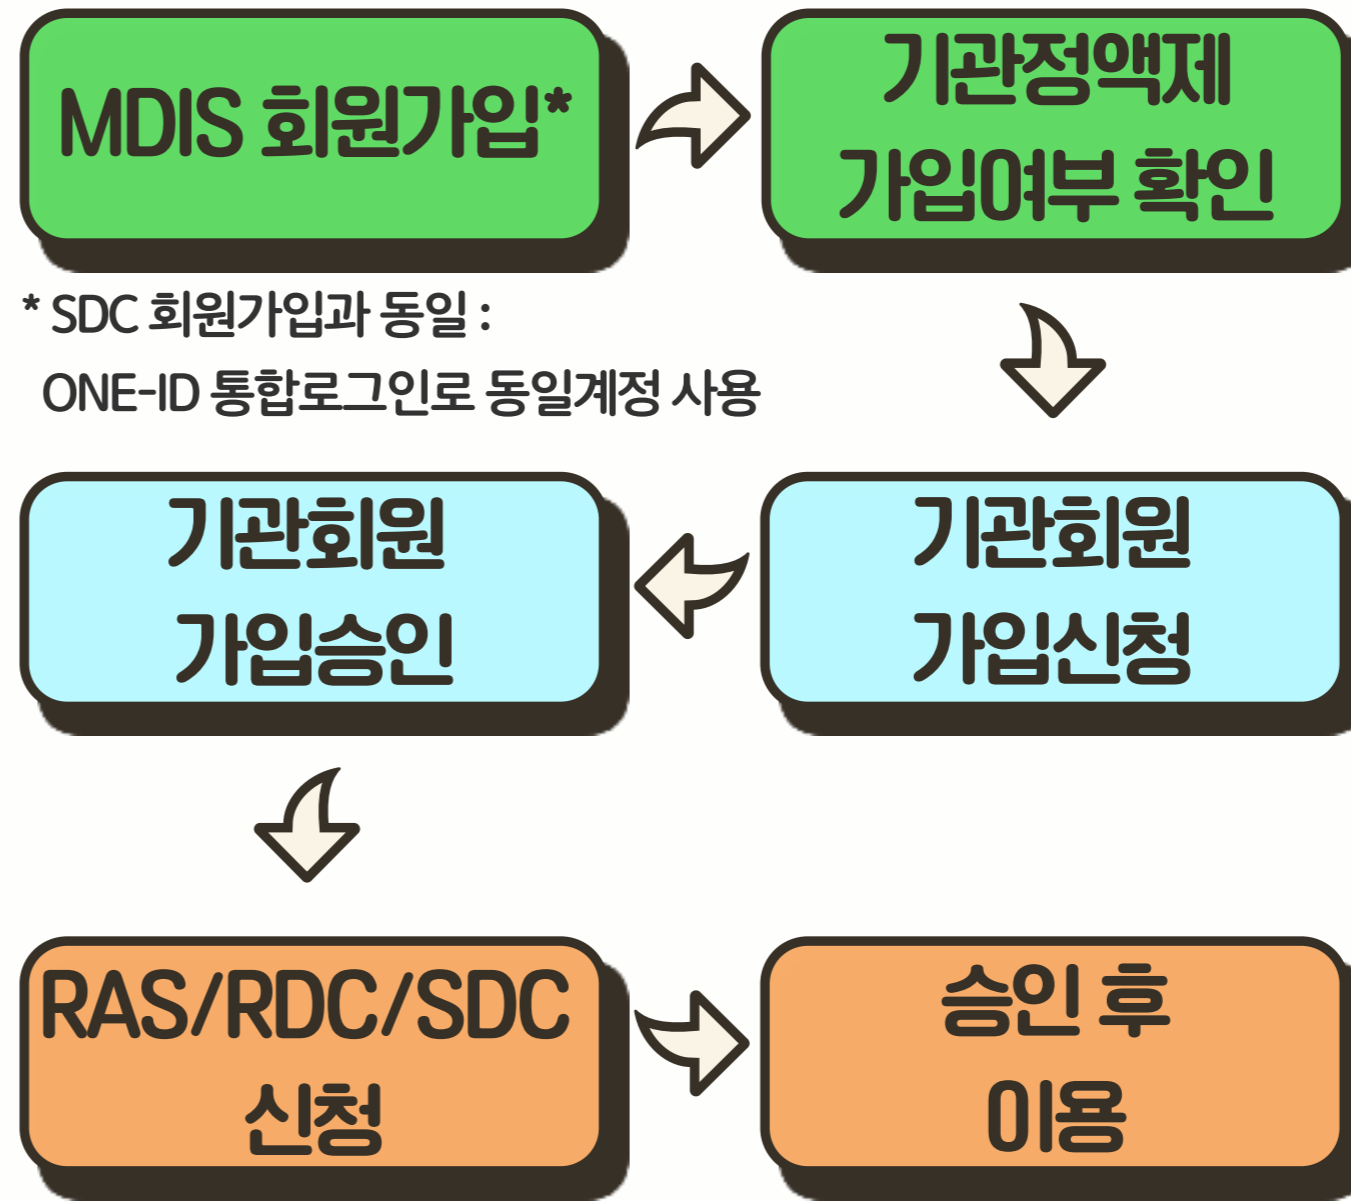 MDIS 회원가입*
기관정액제
가입여부 확인
* SDC 회원가입과 동일 :
ONE-ID 통합로그인로 동일계정 사용
기관회원
가입승인
기관회원
가입신청
RAS/RDC/SDC
신청
승인 후
이용